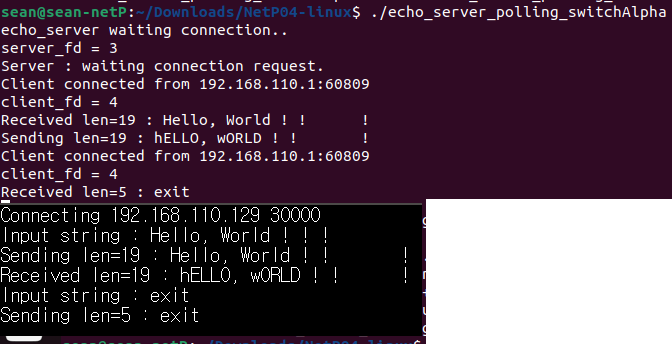 sean@sean-netP:~/Downloads/NetP04-linux$ ./echo_server_polling_switchAlpha
echo_server waiting connection..
server_fd = 3
Server : waiting connection request.
Client connected from 192.168.110.1:60809
client_fd = 4
Received len=19 : Hello, World ! !       !
Sending len=19 : hELLO, wORLD ! !       !
Client connected from 192.168.110.1:60809
client_fd = 4
Received len=5 : exit
Connecting 192.168.110.129 30000
Input string : Hello, World ! ! !
Sending len=19 : Hello, World ! !       !
Received len=19 : hELLO, wORLD ! !       !
Input string : exit
Sending len=5 : exit